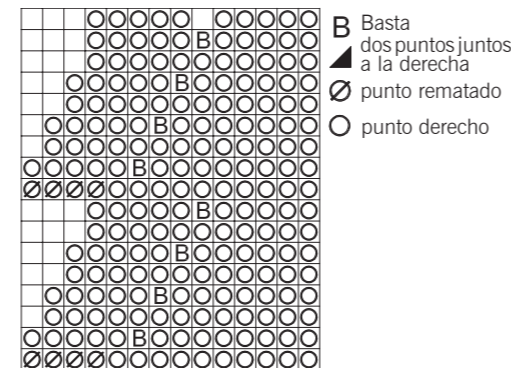 B Basta
dos puntos juntos
a la derecha
punto rematado
punto derecho
B
B
B
B
B
B
B
B